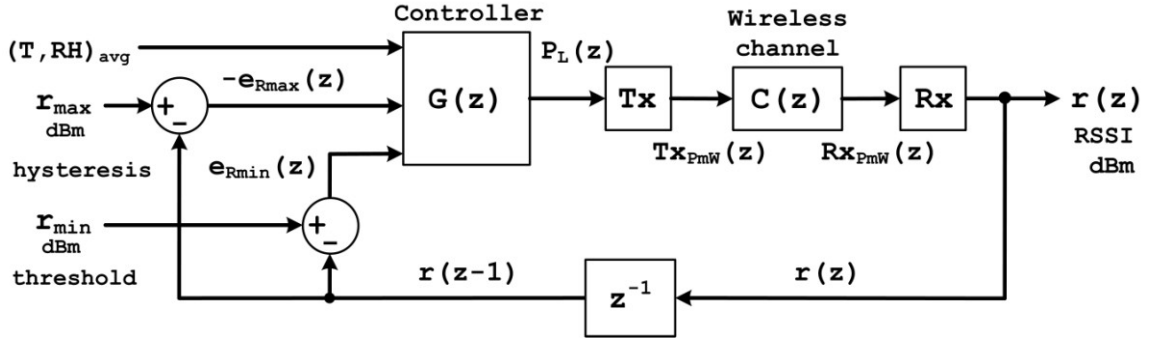 Controller
Wireless
channel
(T,RH)avg
-eRmax(z)
PL(z)
rmax
dBm
+
-
G(z)
Tx
C(z)
Rx
r(z)
RSSI
dBm
hysteresis
eRmin(z)
TxPmW(z)
RxPmW(z)
rmin
dBm
+
-
threshold
r(z-1)
z-1
r(z)